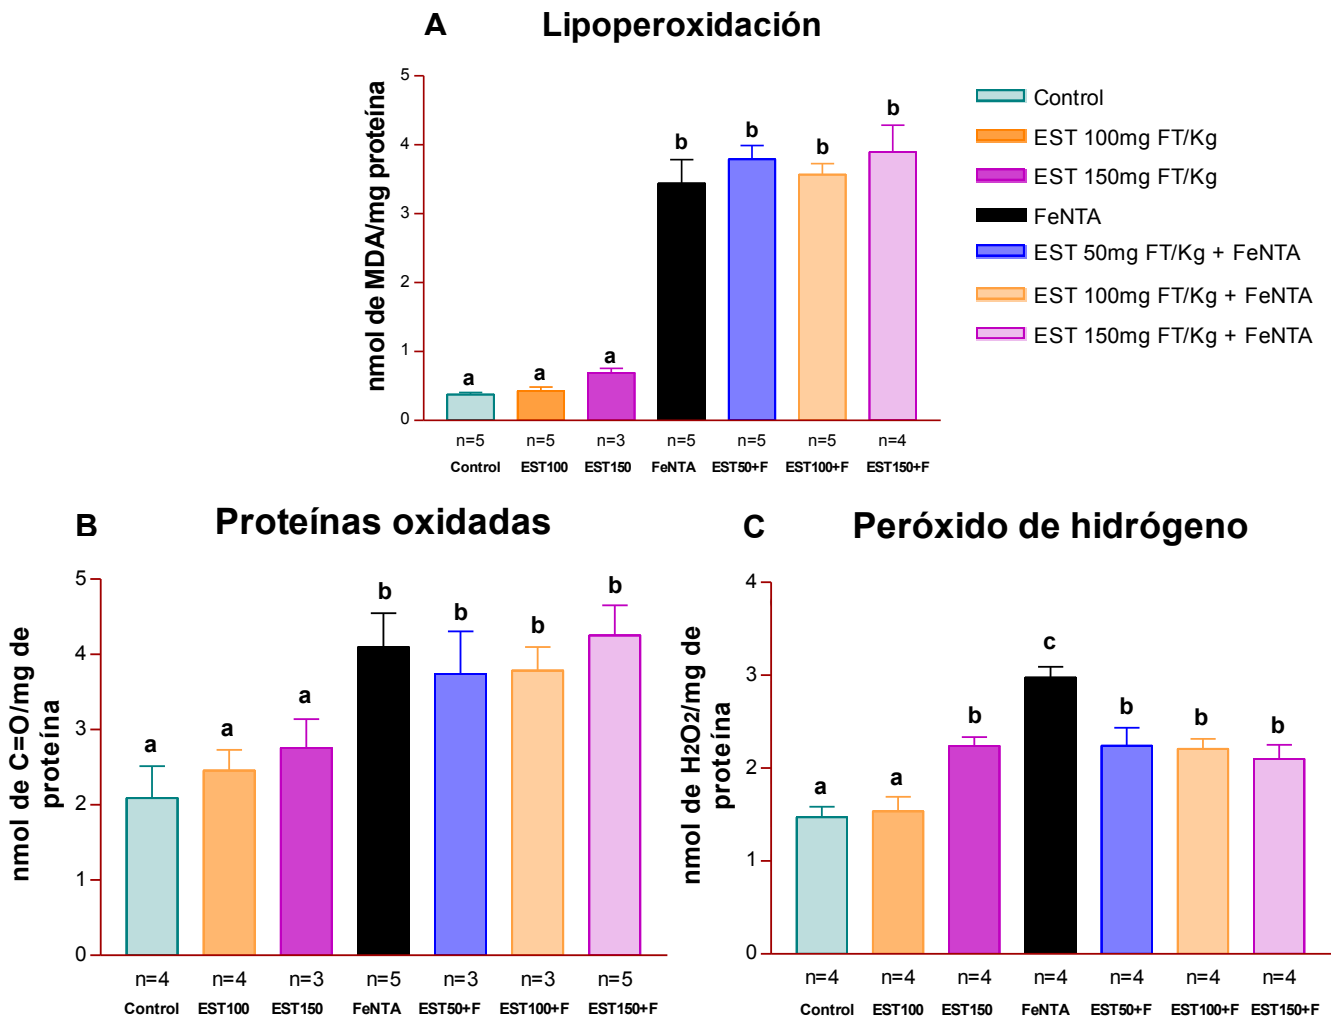 A Lipoperoxidación
nmol de MDA/mg proteína
5
4
3
2
1
0
a a a b b b b
n=5 n=5 n=3 n=5 n=5 n=5 n=4
Control EST100 EST150 FeNTA EST50+F EST100+F EST150+F
Control
EST 100mg FT/Kg
EST 150mg FT/Kg
FeNTA
EST 50mg FT/Kg + FeNTA
EST 100mg FT/Kg + FeNTA
EST 150mg FT/Kg + FeNTA
B Proteínas oxidadas
nmol de C=O/mg de
proteína
5
4
3
2
1
0
a a a b b b b
n=4 n=4 n=3 n=5 n=3 n=3 n=5
Control EST100 EST150 FeNTA EST50+F EST100+F EST150+F
C Peróxido de hidrógeno
nmol de H2O2/mg de
proteína
4
3
2
1
0
a a b c b b b
n=4 n=4 n=4 n=4 n=4 n=4 n=4
Control EST100 EST150 FeNTA EST50+F EST100+F EST150+F